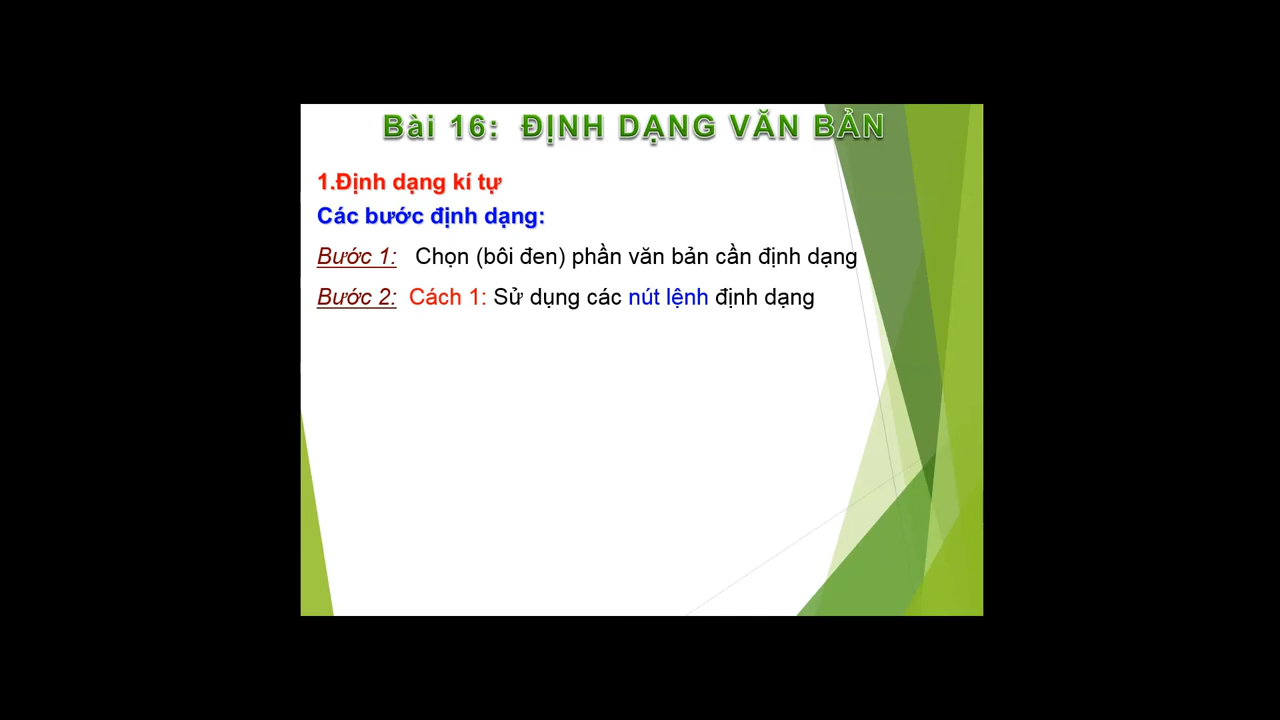 Bài 16: ĐỊNH DẠNG VĂN BẢN
1.Định dạng kí tự
Các bước định dạng:
Bước 1: Chọn (bôi đen) phần văn bản cần định dạng
Bước 2: Cách 1: Sử dụng các nút lệnh định dạng